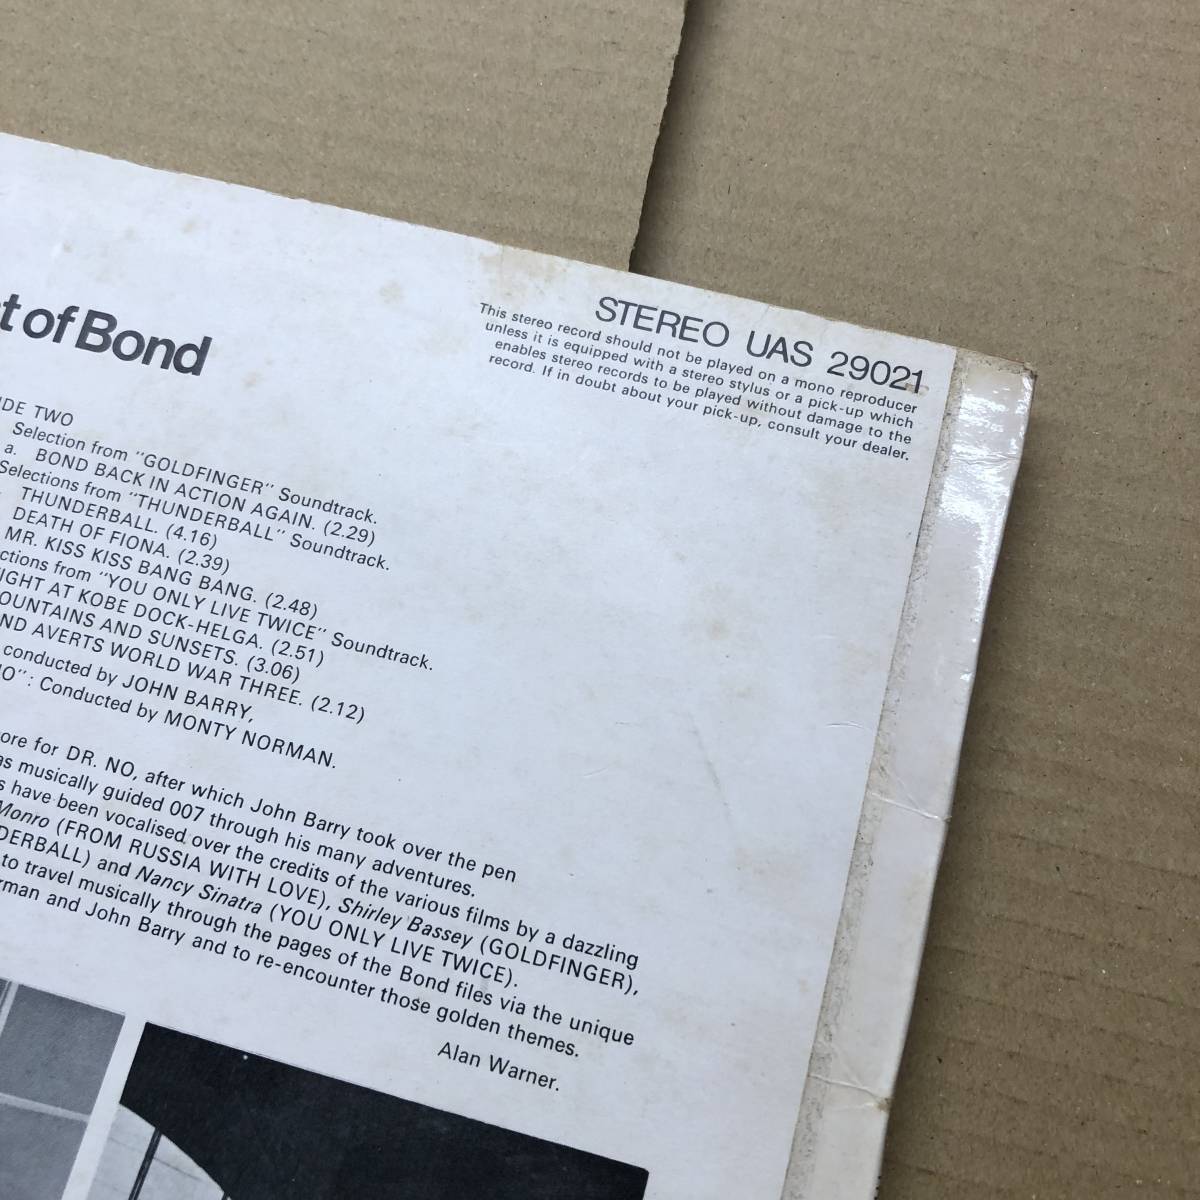 STEREO UAS 29021
This stereo record should not be played on a mono reproducer
unless it is equipped with a stereo stylus or a pick-up which
enables stereo records to be played without damage to the
record. If in doubt about your pick-up, consult your dealer.
of Bond
TWO
Selection from "GOLDFINGER" Soundtrack.
a. BOND BACK IN ACTION AGAIN. (2.29)
Selections from "THUNDERBALL" Soundtrack.
THUNDERBALL. (4.16)
DEATH OF FIONA. (2.39)
MR. KISS KISS BANG BANG. (2.48)
ctions from "YOU ONLY LIVE TWICE" Soundtrack.
IGHT AT KOBE DOCK-HELGA. (2.51)
OUNTAINS AND SUNSETS. (3.06)
ND AVERTS WORLD WAR THREE. (2.12)
conducted by JOHN BARRY,
O": Conducted by MONTY NORMAN.
ore for DR. NO, after which John Barry took over the pen
as musically guided 007 through his many adventures.
s have been vocalised over the credits of the various films by a dazzling
Monro (FROM RUSSIA WITH LOVE), Shirley Bassey (GOLDFINGER),
DERBALL) and Nancy Sinatra (YOU ONLY LIVE TWICE).
to travel musically through the pages of the Bond files via the unique
rman and John Barry and to re-encounter those golden themes.
Alan Warner.